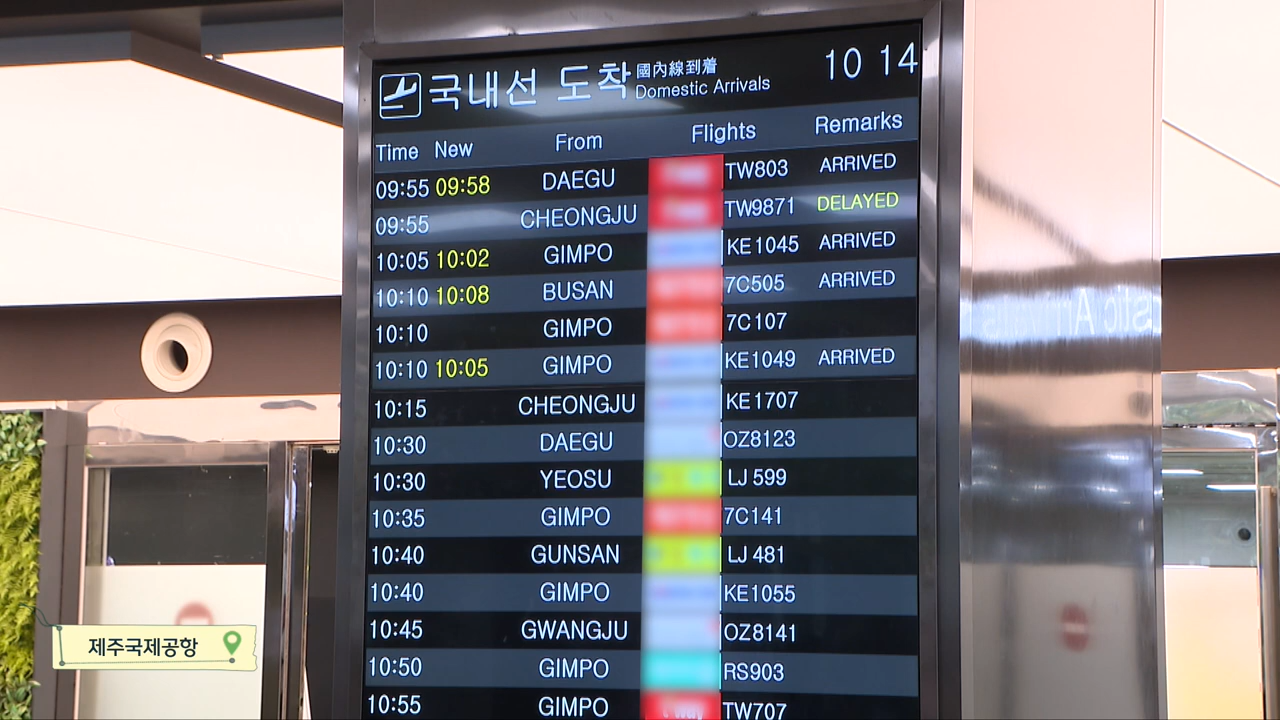 국내선 도착 國內線到着 Domestic Arrivals 10 14
Time New From Flights Remarks
09:55 09:58 DAEGU TW803 ARRIVED
09:55 CHEONGJU TW9871 DELAYED
10:05 10:02 GIMPO KE1045 ARRIVED
10:10 10:08 BUSAN 7C505 ARRIVED
10:10 GIMPO 7C107
10:10 10:05 GIMPO KE1049 ARRIVED
10:15 CHEONGJU KE1707
10:30 DAEGU OZ8123
10:30 YEOSU LJ599
10:35 GIMPO 7C141
10:40 GUNSAN LJ481
10:40 GIMPO KE1055
10:45 GWANGJU OZ8141
10:50 GIMPO RS903
10:55 GIMPO TW707
제주국제공항